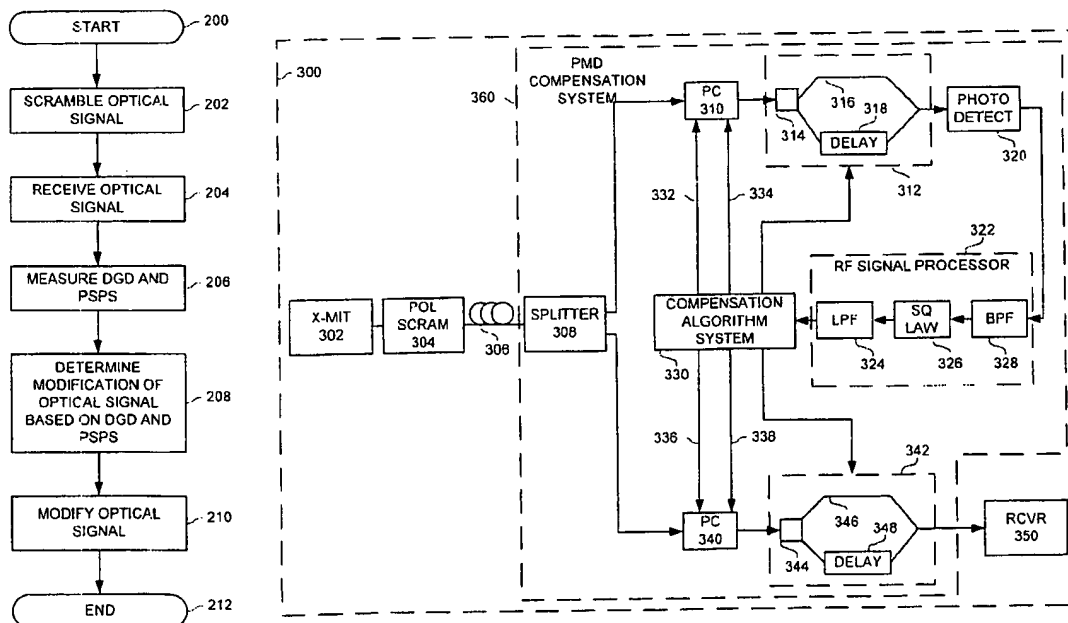 START
200
SCRAMBLE OPTICAL
SIGNAL
202
RECEIVE OPTICAL
SIGNAL
204
MEASURE DGD AND
PSPS
206
DETERMINE
MODIFICATION OF
OPTICAL SIGNAL
BASED ON DGD AND
PSPS
208
MODIFY OPTICAL
SIGNAL
210
END
212
300
360
PMD
COMPENSATION
SYSTEM
PC
310
314
316
318
DELAY
312
PHOTO
DETECT
320
332
334
322
RF SIGNAL PROCESSOR
X-MIT
302
POL
SCRAM
304
306
SPLITTER
308
COMPENSATION
ALGORITHM
SYSTEM
330
LPF
324
SQ
LAW
326
BPF
328
336
338
342
PC
340
344
346
348
DELAY
RCVR
350